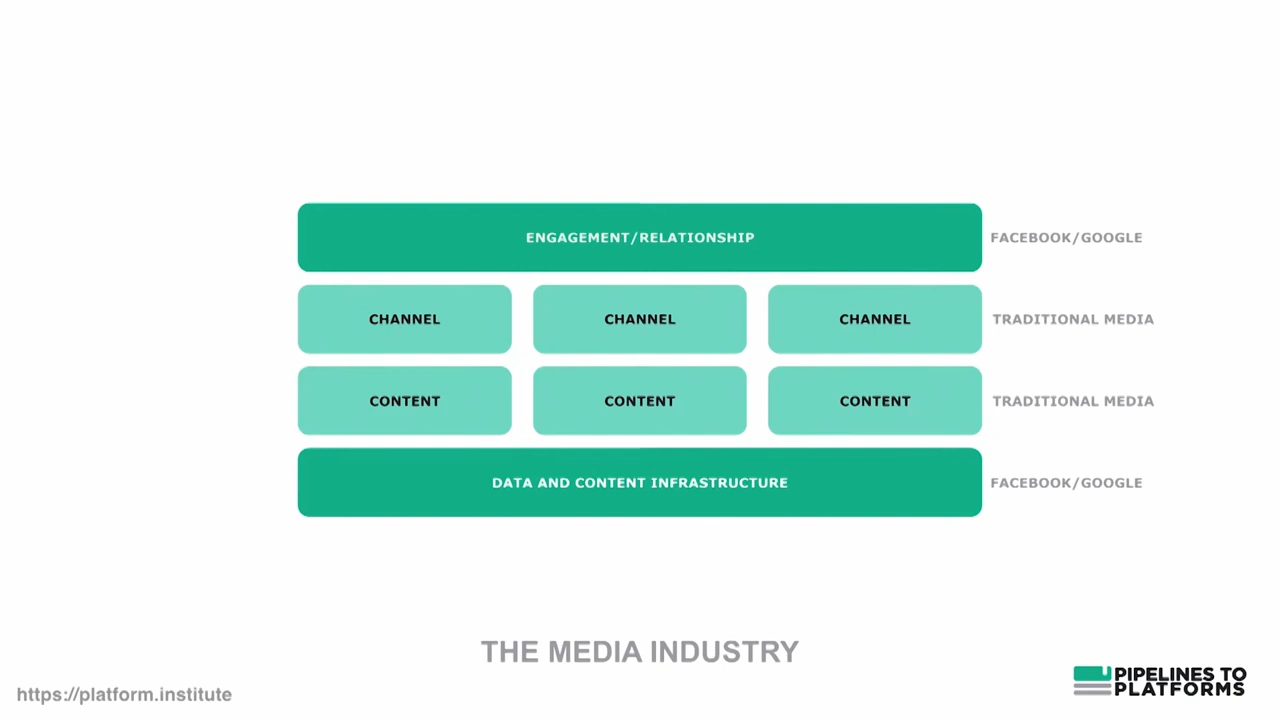 ENGAGEMENT/RELATIONSHIP FACEBOOK/GOOGLE
CHANNEL CHANNEL CHANNEL TRADITIONAL MEDIA
CONTENT CONTENT CONTENT TRADITIONAL MEDIA
DATA AND CONTENT INFRASTRUCTURE FACEBOOK/GOOGLE
THE MEDIA INDUSTRY
https://platform.institute
PIPELINES TO
PLATFORMS